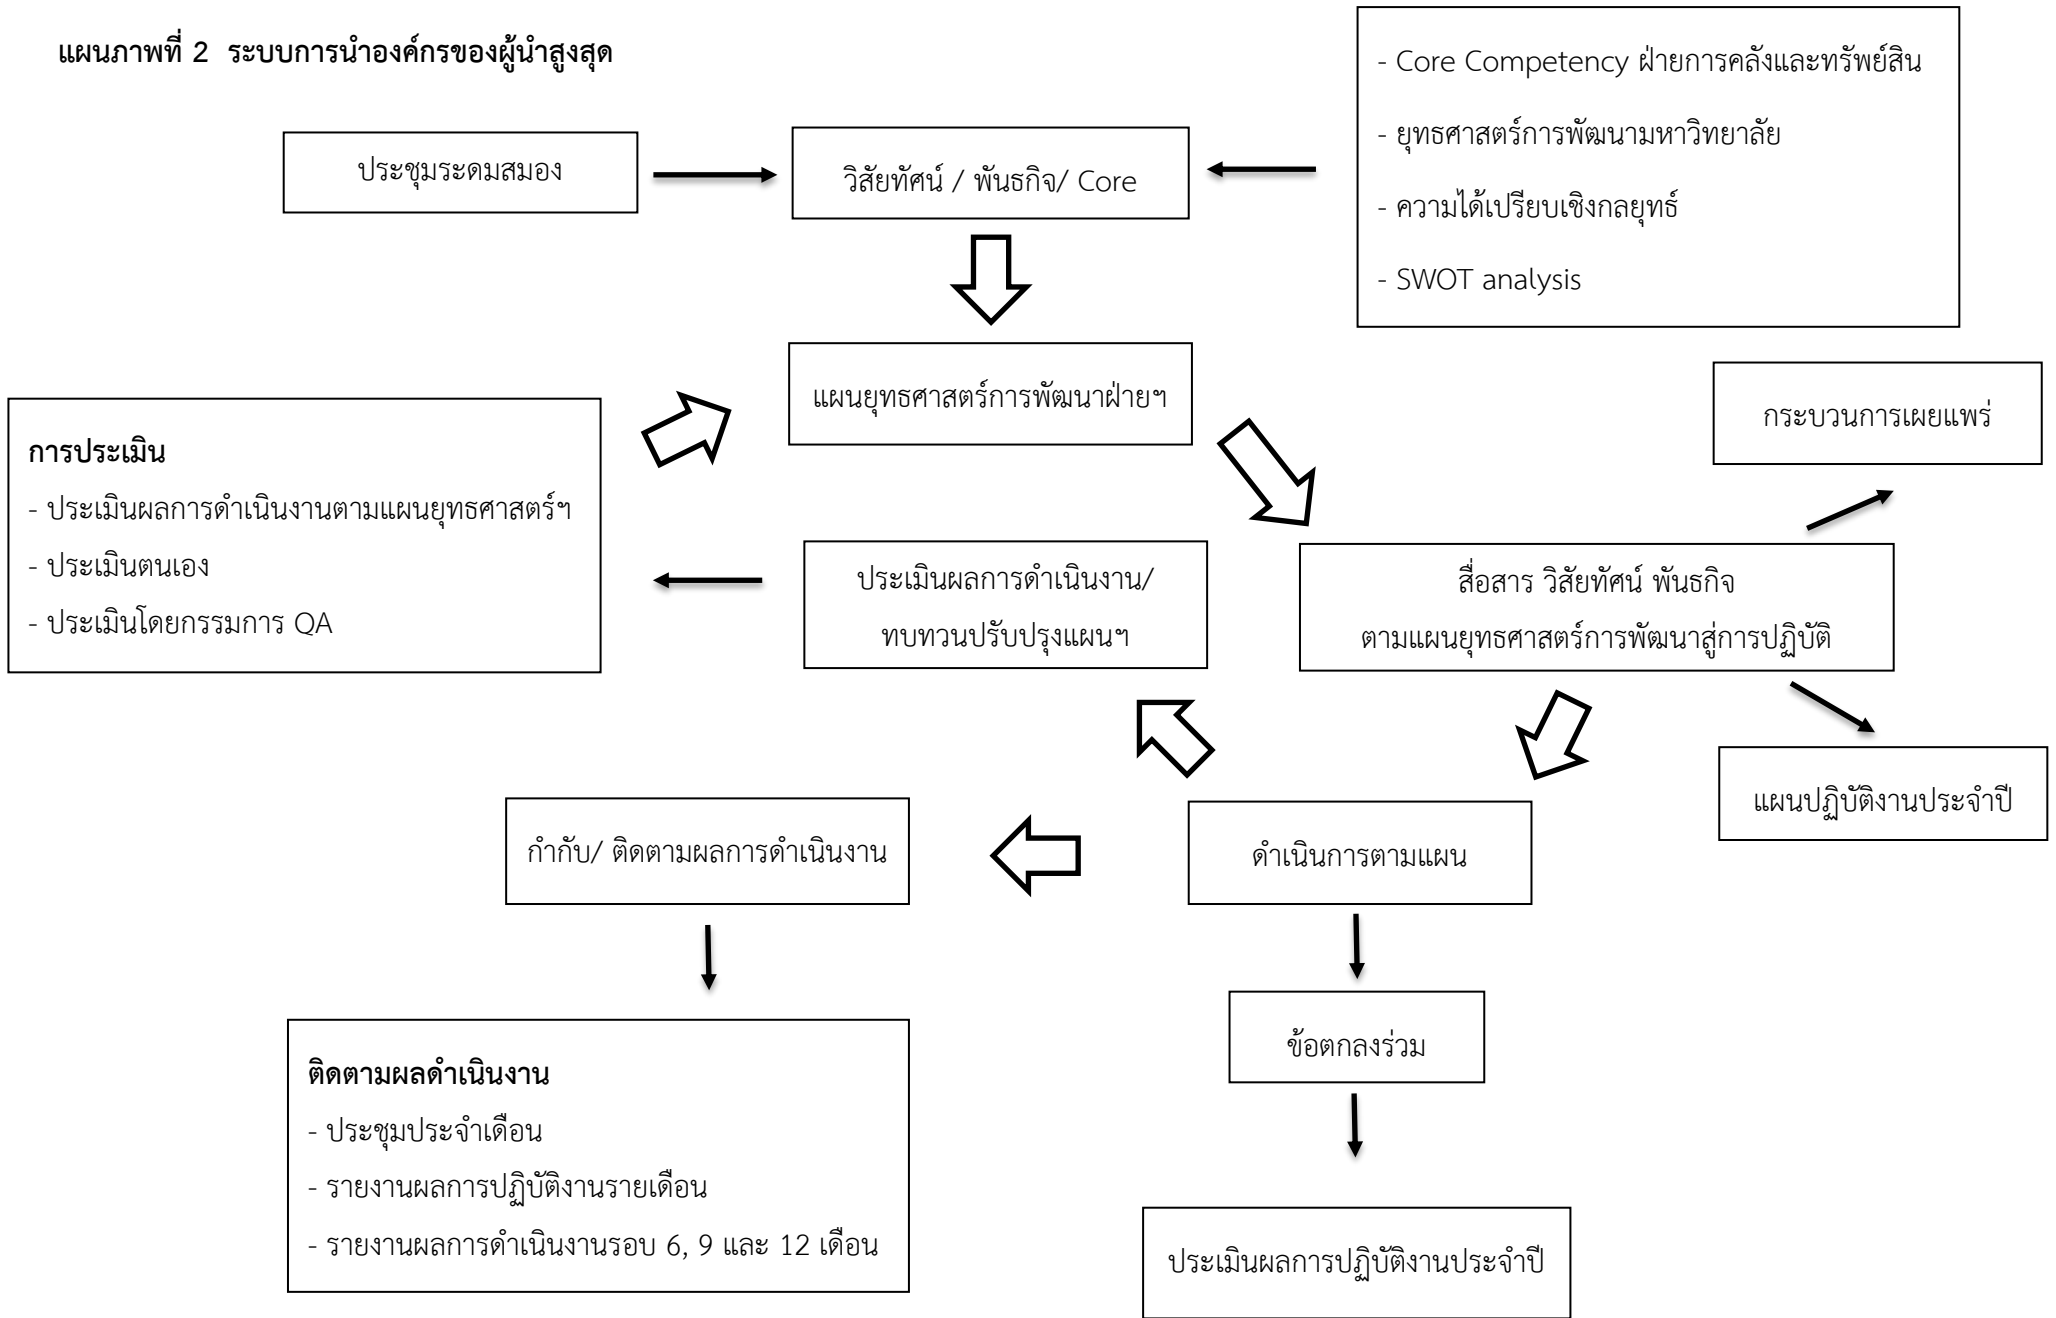 แผนภาพที่ 2 ระบบการนำองค์กรของผู้นำสูงสุด
- Core Competency ฝ่ายการคลังและทรัพย์สิน
- ยุทธศาสตร์การพัฒนามหาวิทยาลัย
- ความได้เปรียบเชิงกลยุทธ์
- SWOT analysis
ประชุมระดมสมอง
วิสัยทัศน์ / พันธกิจ/ Core
แผนยุทธศาสตร์การพัฒนาฝ่ายฯ
กระบวนการเผยแพร่
การประเมิน
- ประเมินผลการดำเนินงานตามแผนยุทธศาสตร์ฯ
- ประเมินตนเอง
- ประเมินโดยกรรมการ QA
ประเมินผลการดำเนินงาน/
ทบทวนปรับปรุงแผนฯ
สื่อสาร วิสัยทัศน์ พันธกิจ
ตามแผนยุทธศาสตร์การพัฒนาสู่การปฏิบัติ
แผนปฏิบัติงานประจำปี
กำกับ/ ติดตามผลการดำเนินงาน
ดำเนินการตามแผน
ข้อตกลงร่วม
ติดตามผลดำเนินงาน
- ประชุมประจำเดือน
- รายงานผลการปฏิบัติงานรายเดือน
- รายงานผลการดำเนินงานรอบ 6, 9 และ 12 เดือน
ประเมินผลการปฏิบัติงานประจำปี